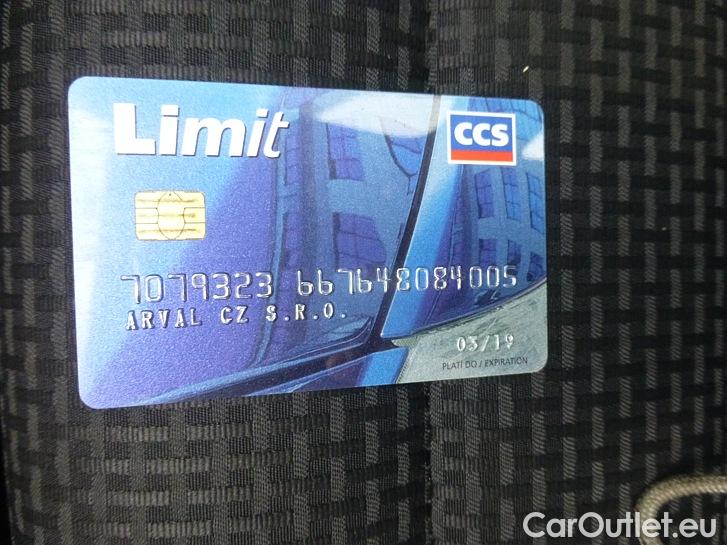 Limit
CCS
7079323 667648084005
ARVAL CZ S.R.O.
03/19
PLATÍ DO / EXPIRATION
CarOutlet.eu